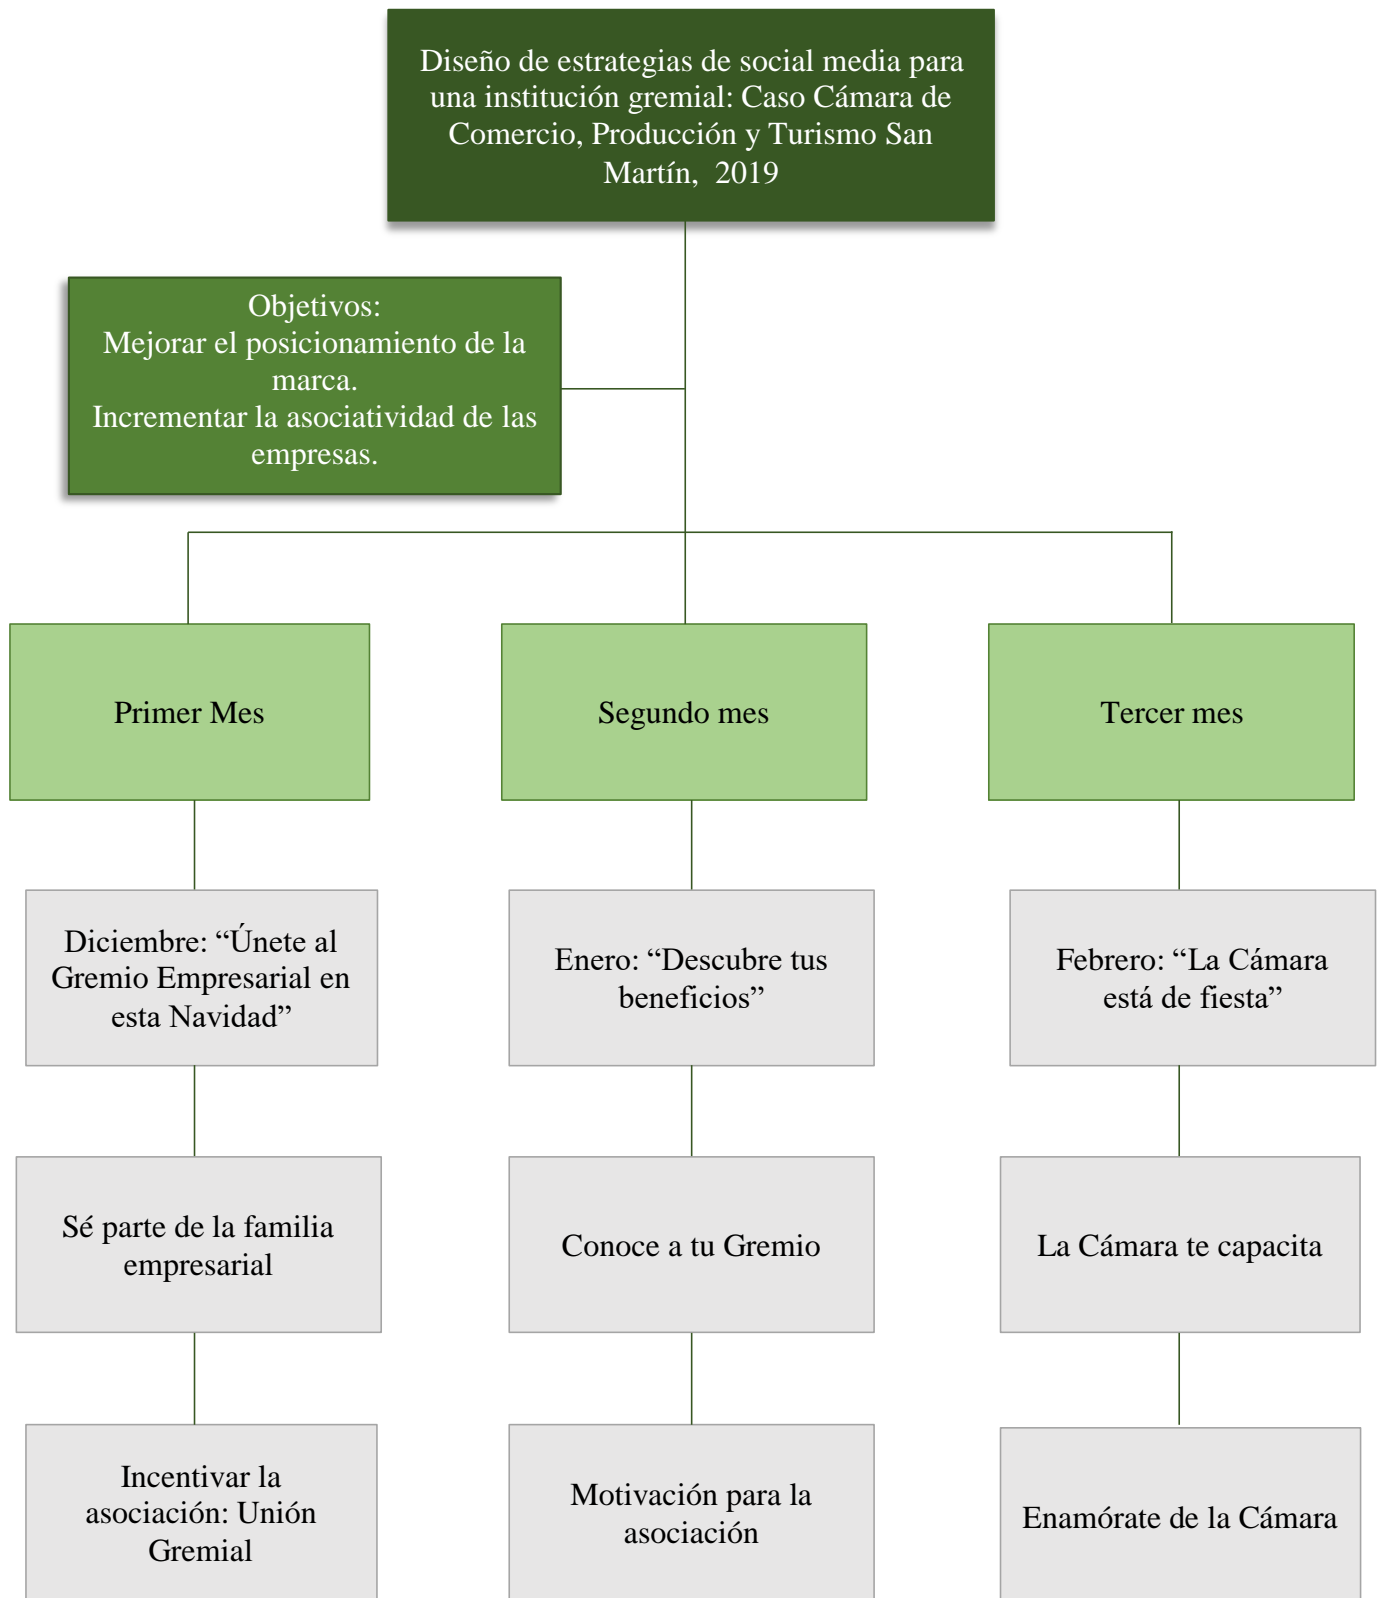 Diseño de estrategias de social media para
una institución gremial: Caso Cámara de
Comercio, Producción y Turismo San
Martín, 2019
Objetivos:
Mejorar el posicionamiento de la
marca.
Incrementar la asociatividad de las
empresas.
Primer Mes
Segundo mes
Tercer mes
Diciembre: “Únete al
Gremio Empresarial en
esta Navidad”
Enero: “Descubre tus
beneficios”
Febrero: “La Cámara
está de fiesta”
Sé parte de la familia
empresarial
Conoce a tu Gremio
La Cámara te capacita
Incentivar la
asociación: Unión
Gremial
Motivación para la
asociación
Enamórate de la Cámara